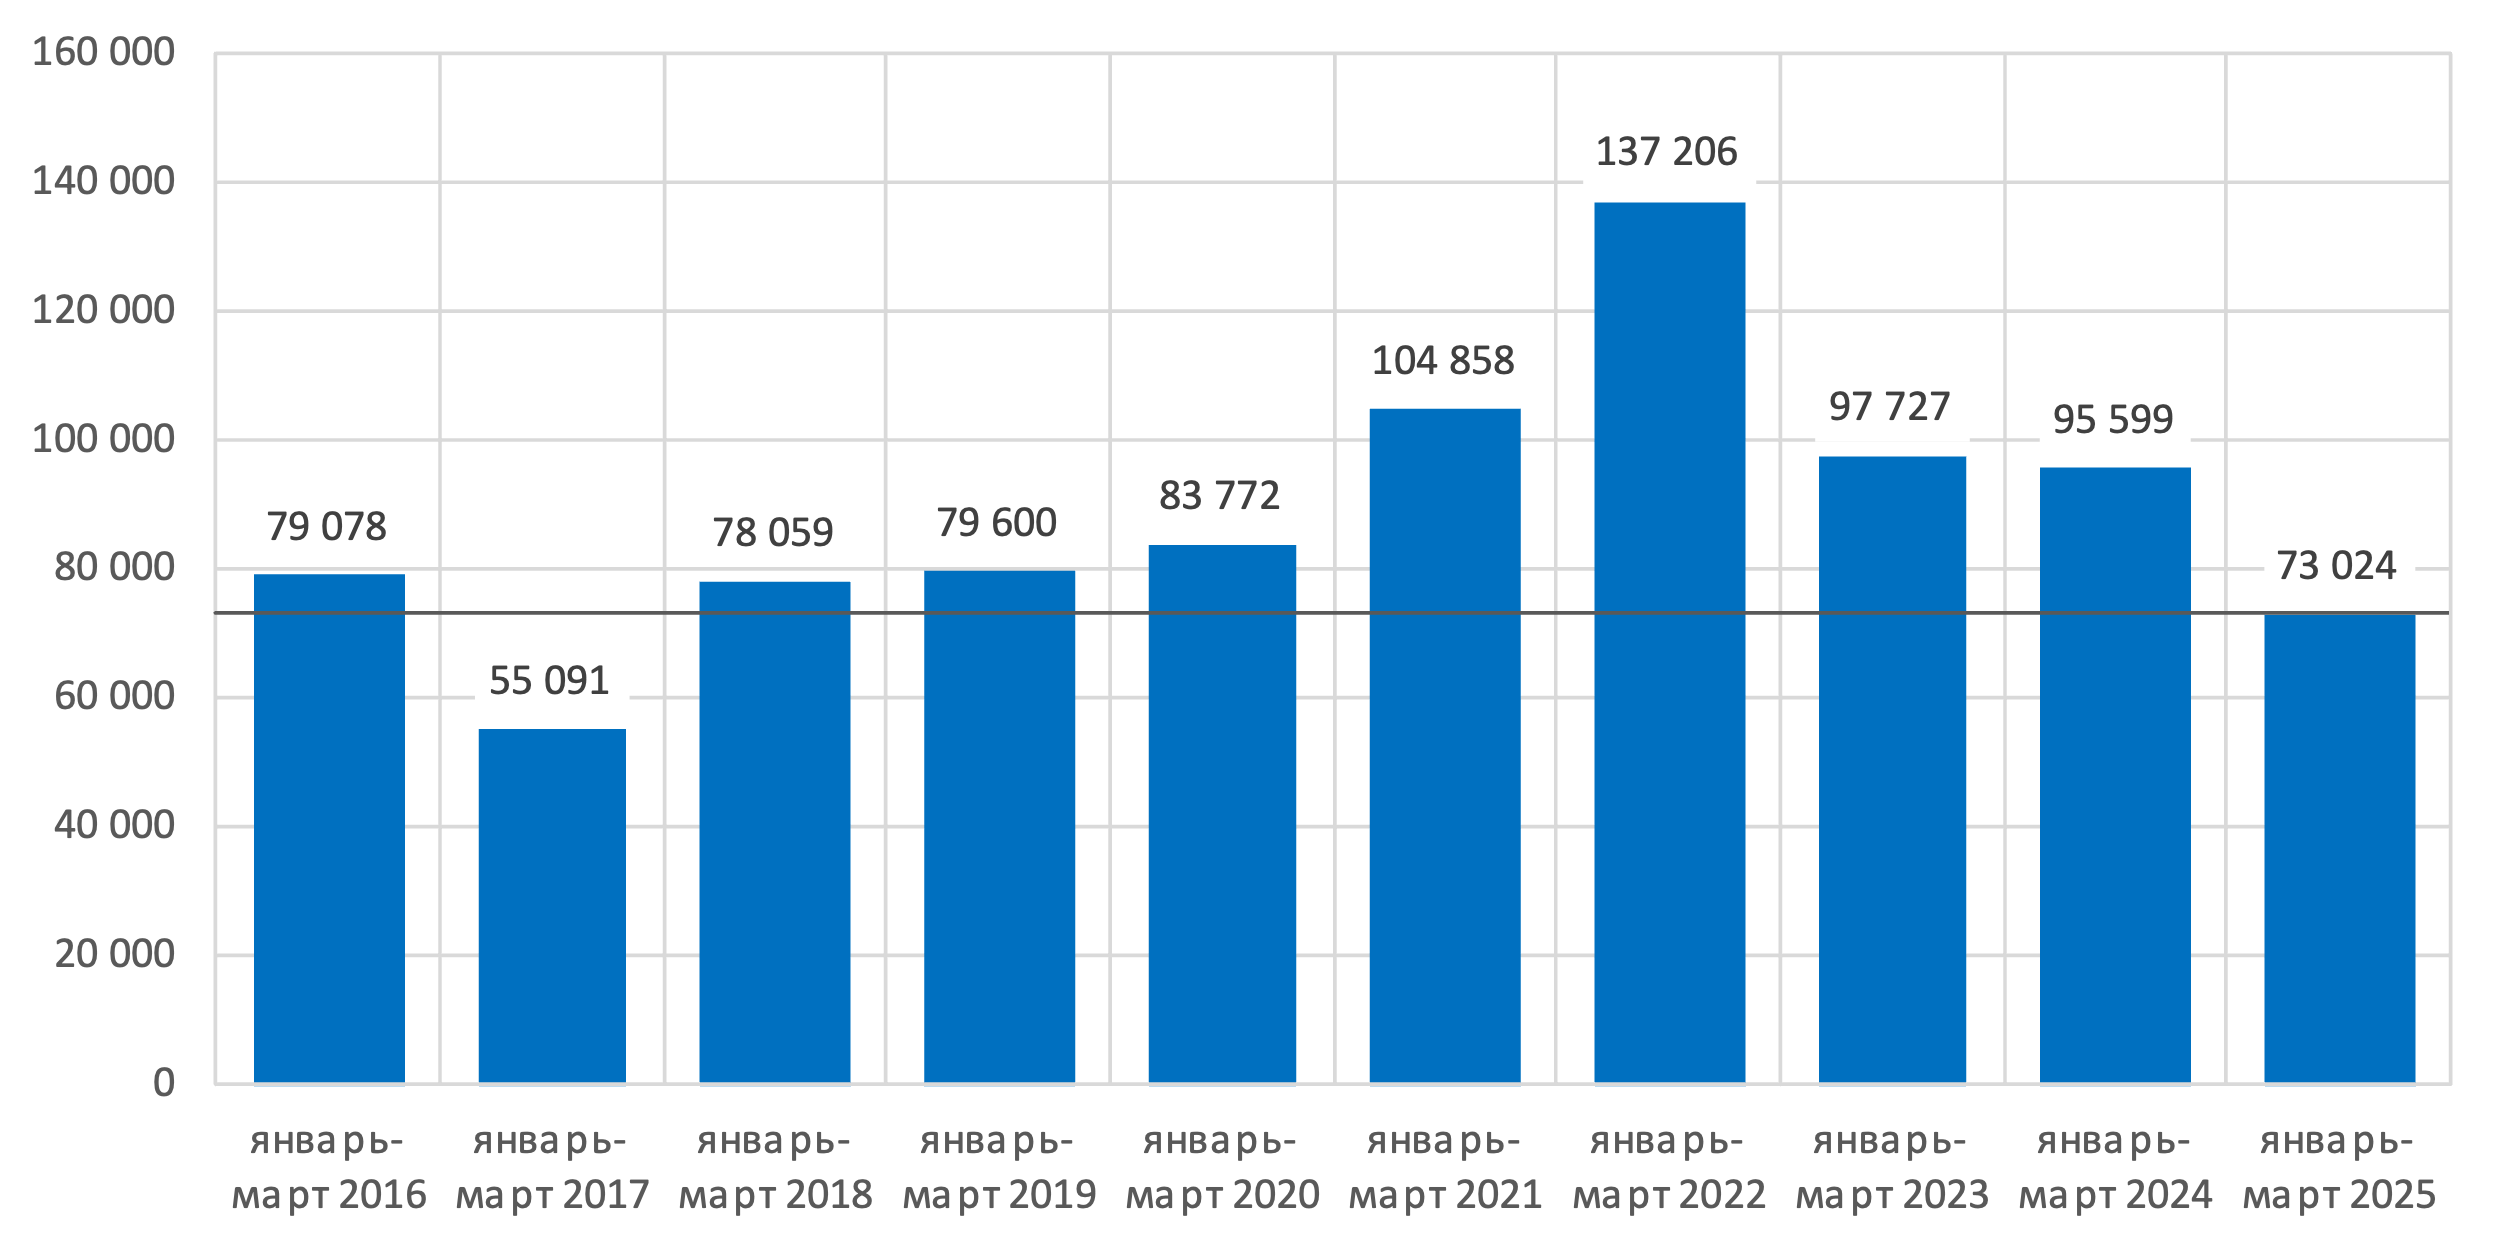 160 000
140 000
120 000
100 000
80 000
60 000
40 000
20 000
0
79 078
55 091
78 059
79 600
83 772
104 858
137 206
97 727
95 599
73 024
январь-
март 2016
январь-
март 2017
январь-
март 2018
январь-
март 2019
январь-
март 2020
январь-
март 2021
январь-
март 2022
январь-
март 2023
январь-
март 2024
январь-
март 2025